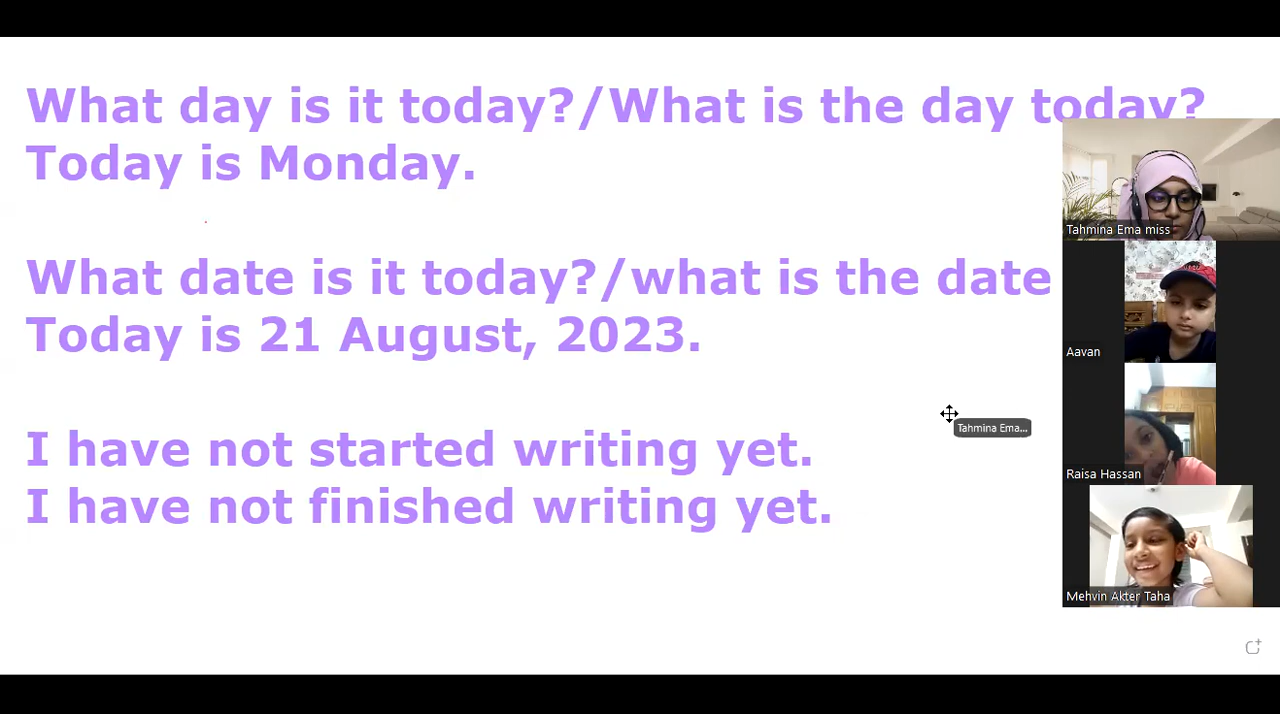 What day is it today?/What is the day today?
Today is Monday.
What date is it today?/what is the date
Today is 21 August, 2023.
I have not started writing yet.
I have not finished writing yet.
Tahmina Ema miss
Aavan
Raisa Hassan
Mehvin Akter Taha
Tahmina Ema...